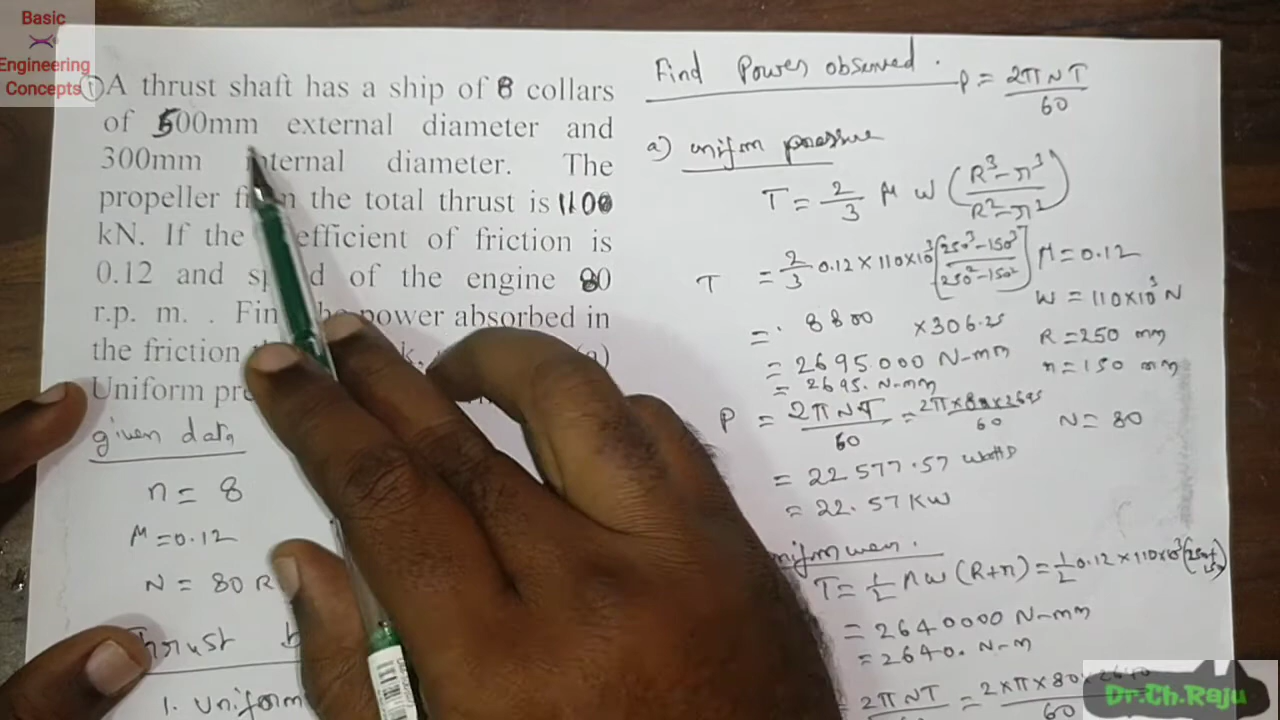 Basic
Engineering
Concepts
① A thrust shaft has a ship of 8 collars
of 500mm external diameter and
300mm internal diameter. The
propeller the total thrust is 1100
kN. If the coefficient of friction is
0.12 and speed of the engine 80
r.p. m. . Find the power absorbed in
the friction (a)
Uniform
given data
n = 8
μ = 0.12
N = 80 R
Thrust b
1. Uniform
Find Power observed.
P = 2πNT / 60
a) unifom pressure
T = 2/3 μ W (R³-r³ / R²-r²)
T = 2/3 0.12 × 110×10³ [250³-150³ / 250²-150²]
μ = 0.12
W = 110×10³ N
= 8800 × 306.25
R = 250 mm
= 2695.000 N-mm
r = 150 mm
= 2695. N-mm
P = 2πNT / 60 = 2π×80×2695 / 60
N = 80
= 22577.57 watts
= 22.57 KW
nifom wear.
T = 1/2 μw (R+r) = 1/2 0.12 × 110×10³
= 2640000 N-mm
= 2640. N-m
= 2πNT = 2×π×80×2640
60
Dr.Ch.Raju